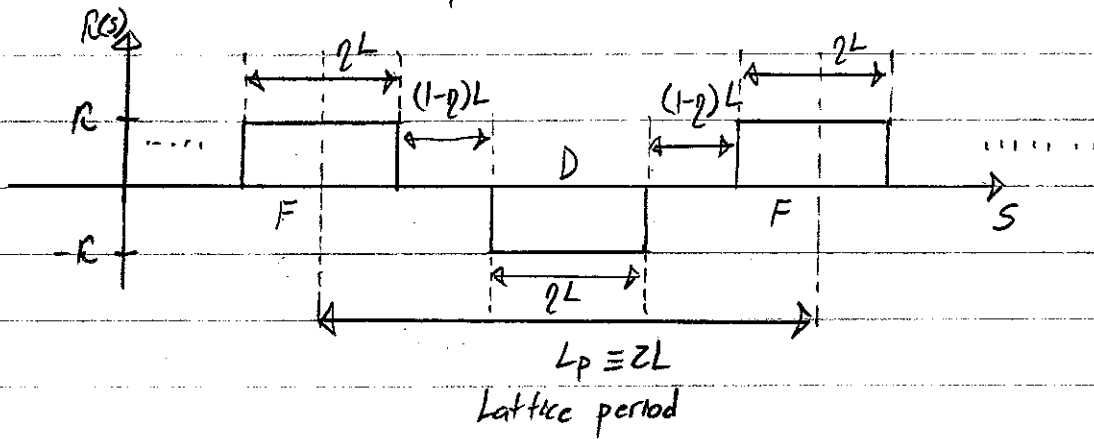 κ(s)
ηL ηL
(1-η)L (1-η)L
κ
..... D .....
F F S
-κ
ηL
Lp ≡ 2L
Lattice period